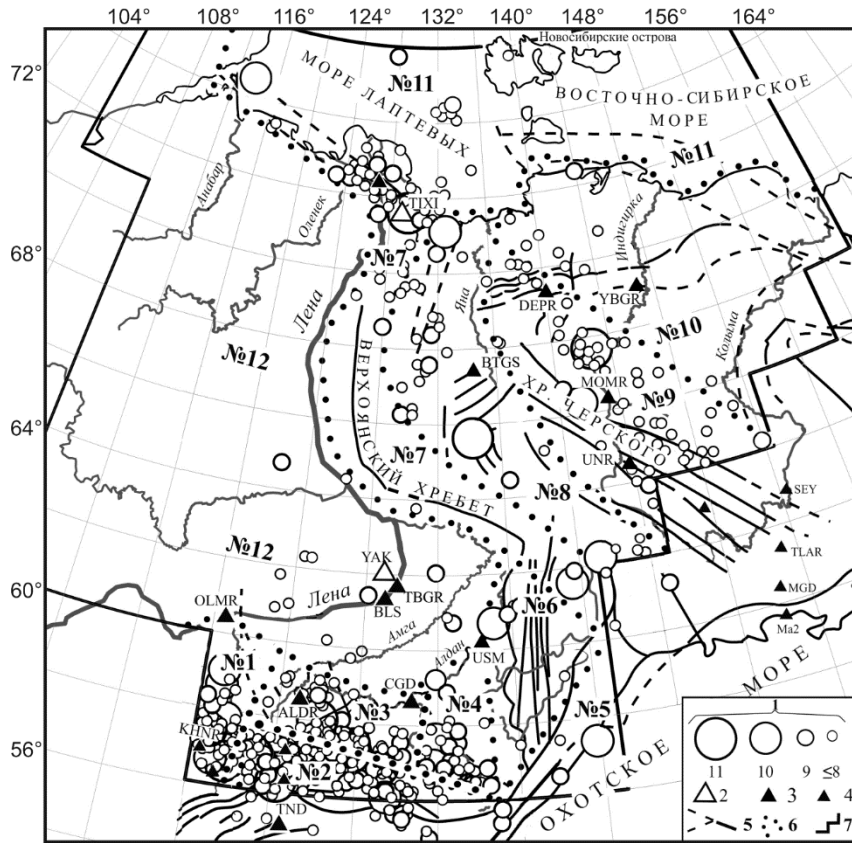 104° 108° 116° 124° 132° 140° 148° 156° 164°
72°
68°
64°
60°
56°
Новосибирские острова
МОРЕ ЛАПТЕВЫХ
№11
ВОСТОЧНО-СИБИРСКОЕ
МОРЕ
№11
Анабар
Оленек
TIXI
Индигирка
№7
Яна
DEPR
YBGR
Лена
№10
Колыма
№12
ВЕРХОЯНСКИЙ ХРЕБЕТ
BTGS
MOMR
ХР. ЧЕРСКОГО
№9
№7
UNR
№8
SEY
TLAR
№12
YAK
Лена
TBGR
BLS
OLMR
Амга
№6
MGD
Ma2
Алдан
USM
№1
CGD
ALDR
№3
№4
№5
KHNR
№2
TND
ОХОТСКОЕ МОРЕ
11 10 9 ≤8
2 3 4
5 6 7